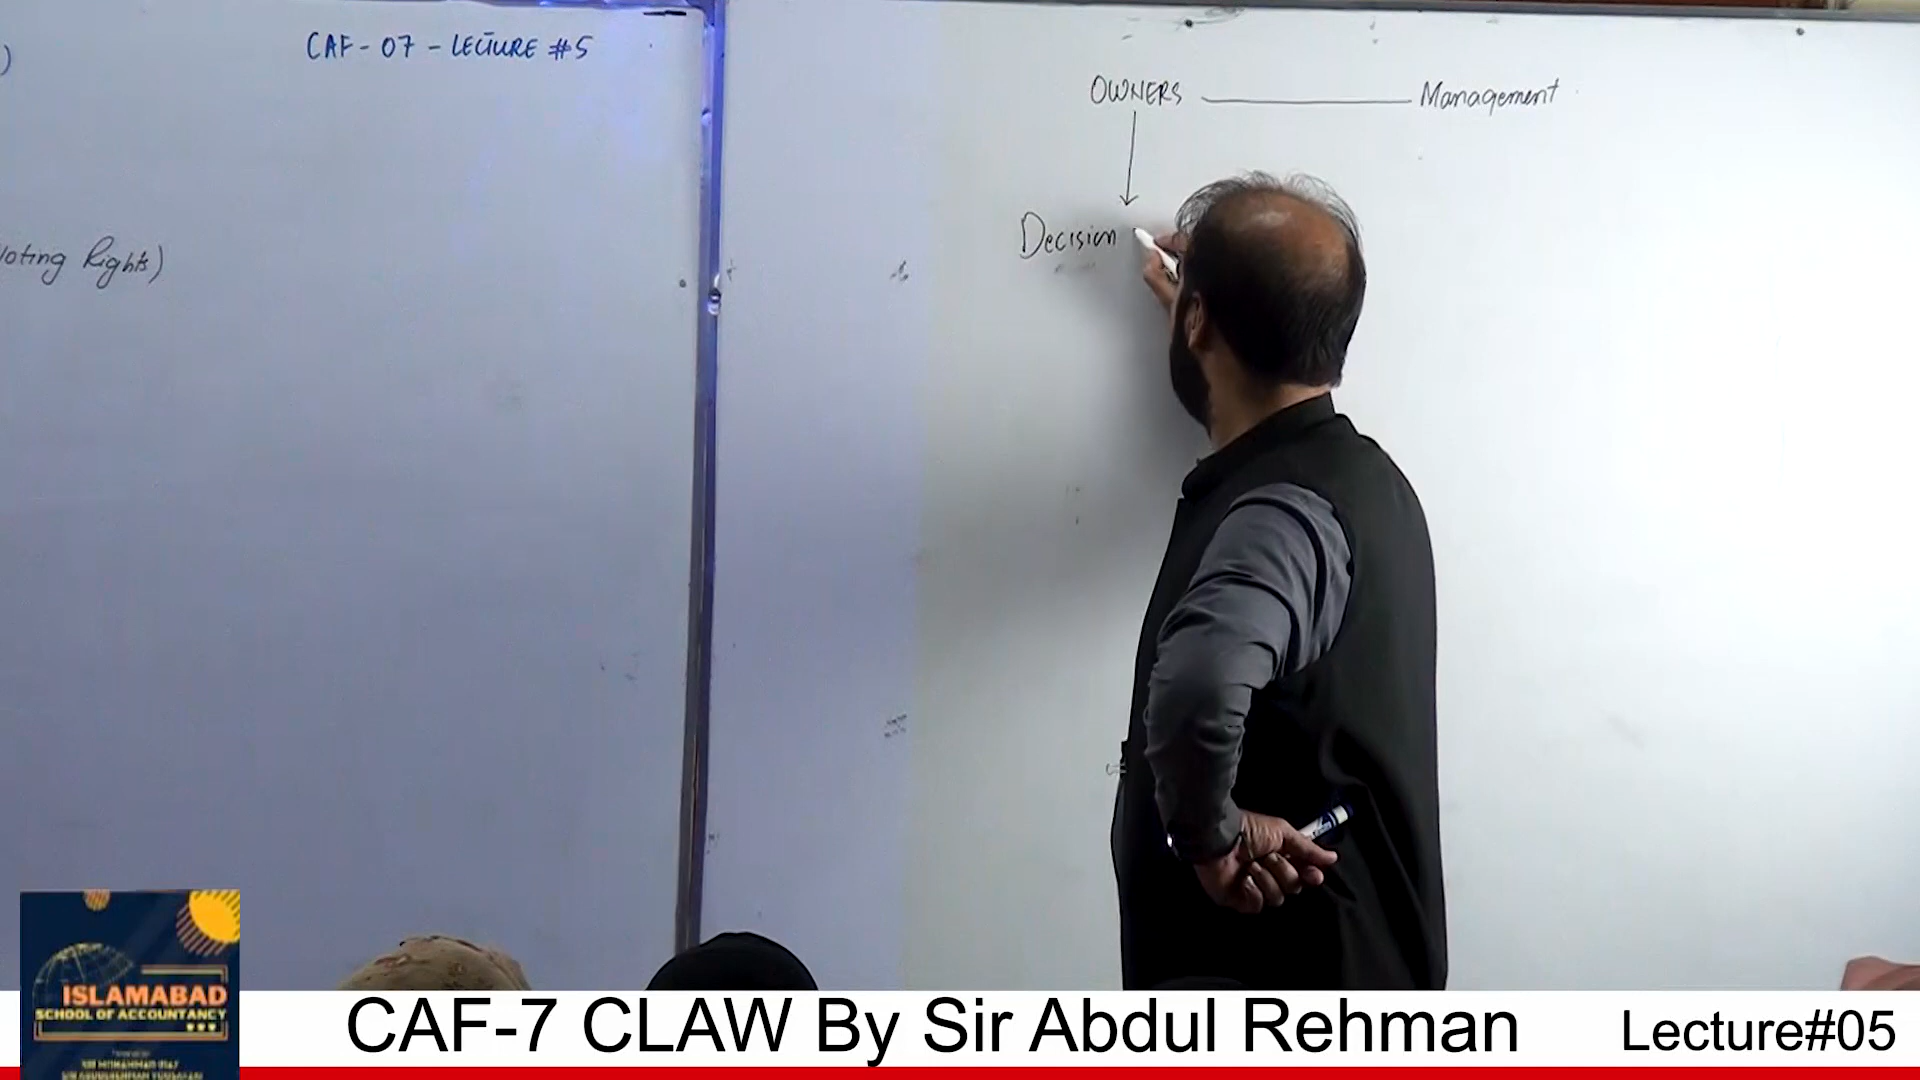 )
CAF - 07 - LECTURE #5
Voting Rights)
OWNERS Management
Decision
ISLAMABAD
SCHOOL OF ACCOUNTANCY
CAF-7 CLAW By Sir Abdul Rehman
Lecture#05